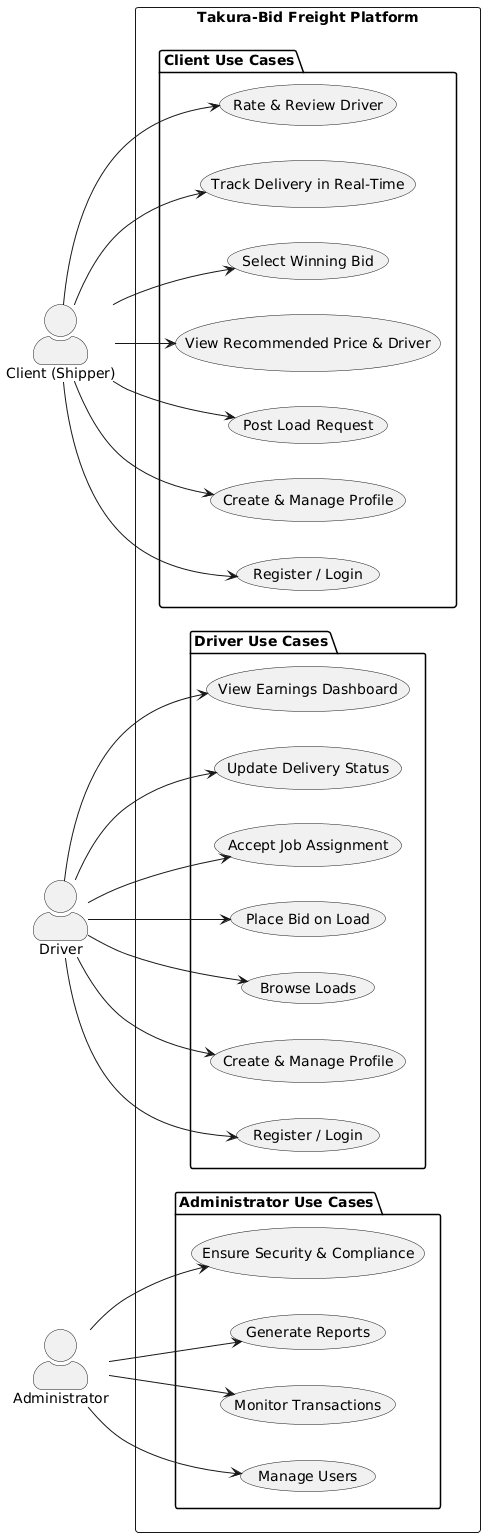 Takura-Bid Freight Platform
Client Use Cases
Rate & Review Driver
Track Delivery in Real-Time
Select Winning Bid
View Recommended Price & Driver
Client (Shipper)
Post Load Request
Create & Manage Profile
Register / Login
Driver Use Cases
View Earnings Dashboard
Update Delivery Status
Accept Job Assignment
Place Bid on Load
Driver
Browse Loads
Create & Manage Profile
Register / Login
Administrator Use Cases
Ensure Security & Compliance
Generate Reports
Administrator
Monitor Transactions
Manage Users